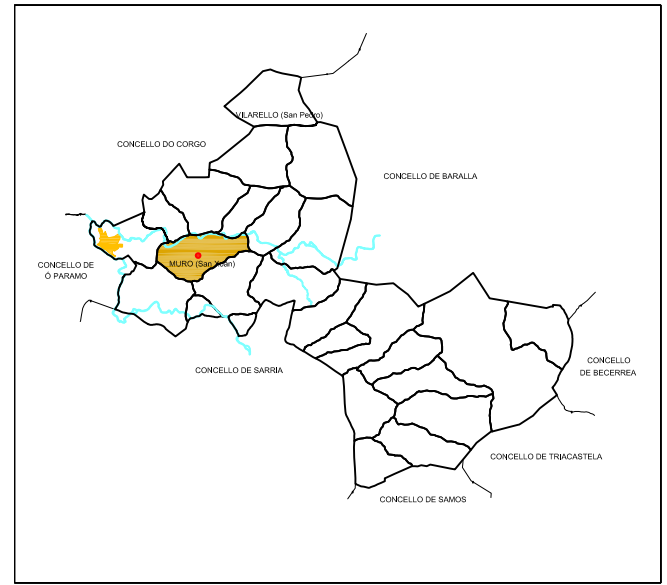 VILARELLO (San Pedro)
CONCELLO DO CORGO
CONCELLO DE BARALLA
MURO (San Xoan)
CONCELLO DE
O PARAMO
CONCELLO DE SARRIA
CONCELLO
DE BECERREA
CONCELLO DE TRIACASTELA
CONCELLO DE SAMOS